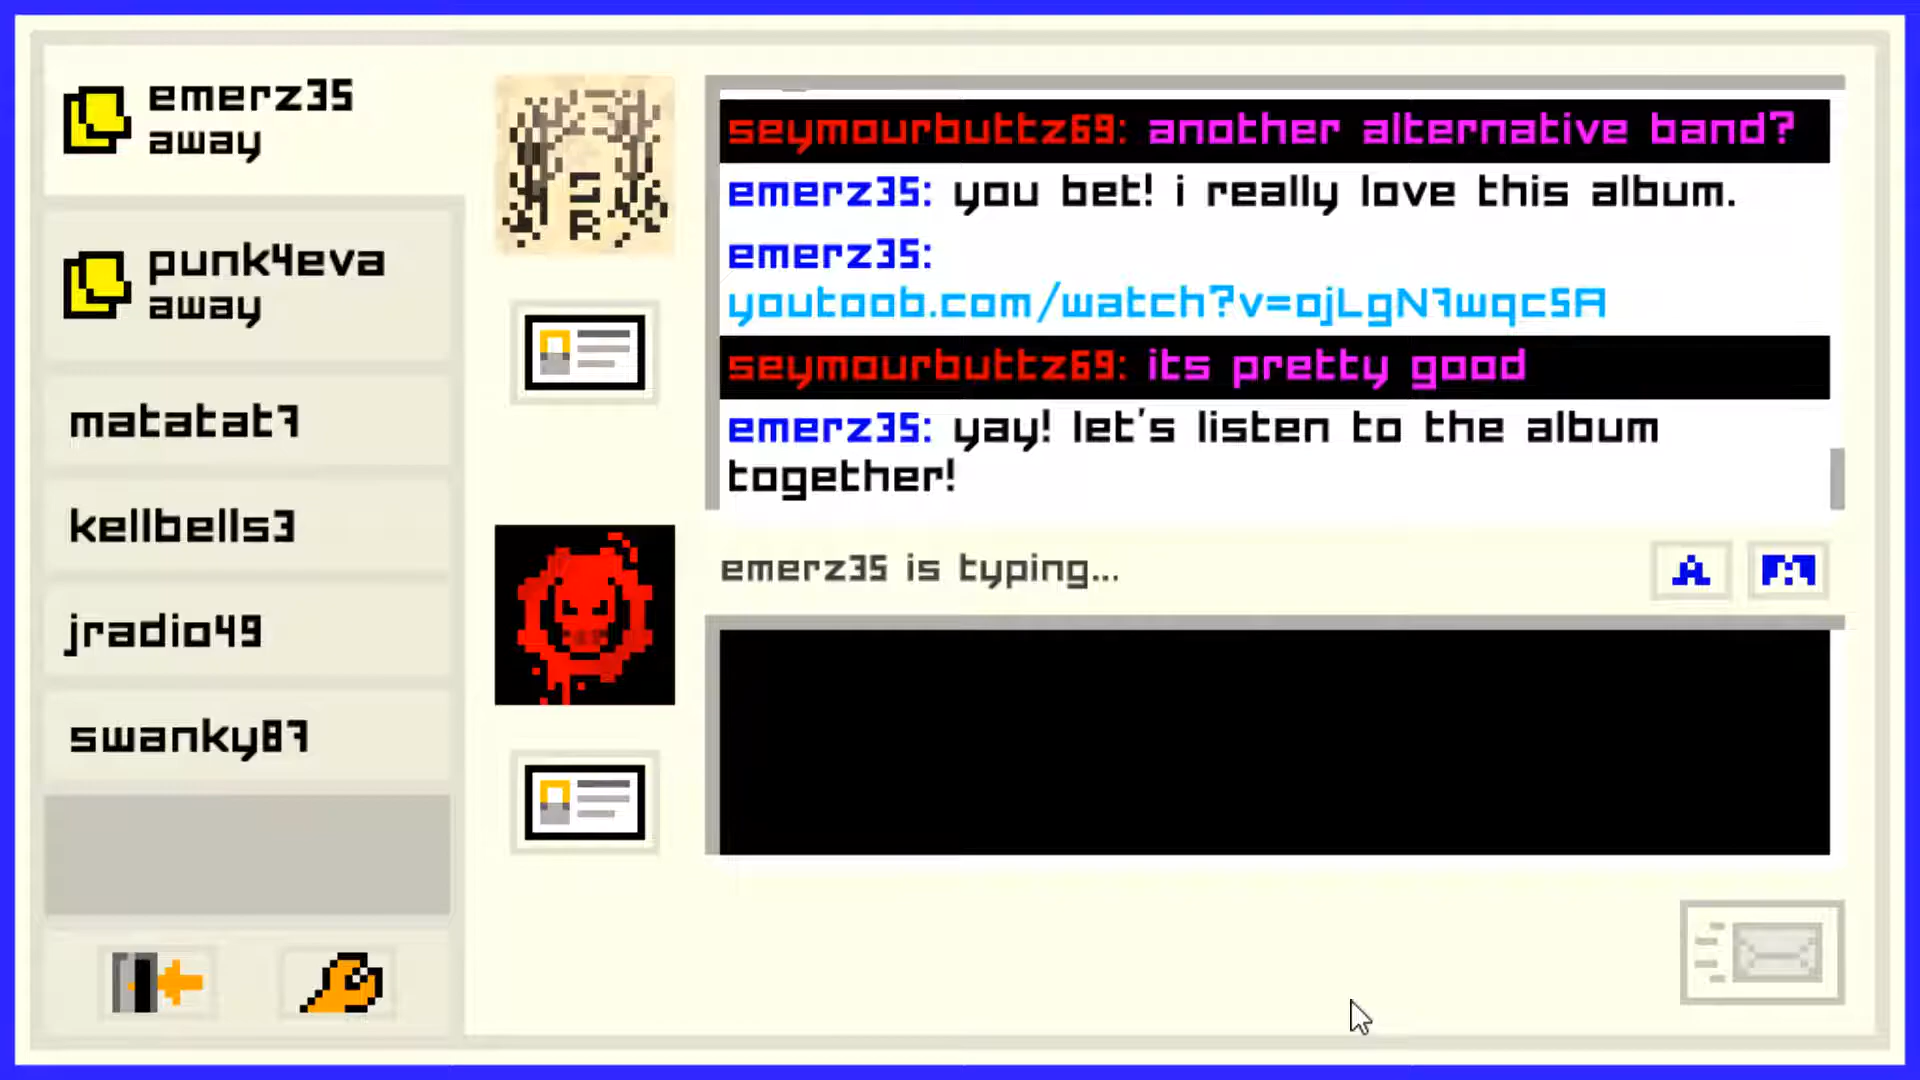 emerz35
away
punk4eva
away
matatat7
kellbells3
jradio49
swanky87
S
R
seymourbuttz69: another alternative band?
emerz35: you bet! i really love this album.
emerz35:
youtoob.com/watch?v=ojLgN7wqc5A
seymourbuttz69: its pretty good
emerz35: yay! let's listen to the album
together!
emerz35 is typing...
A